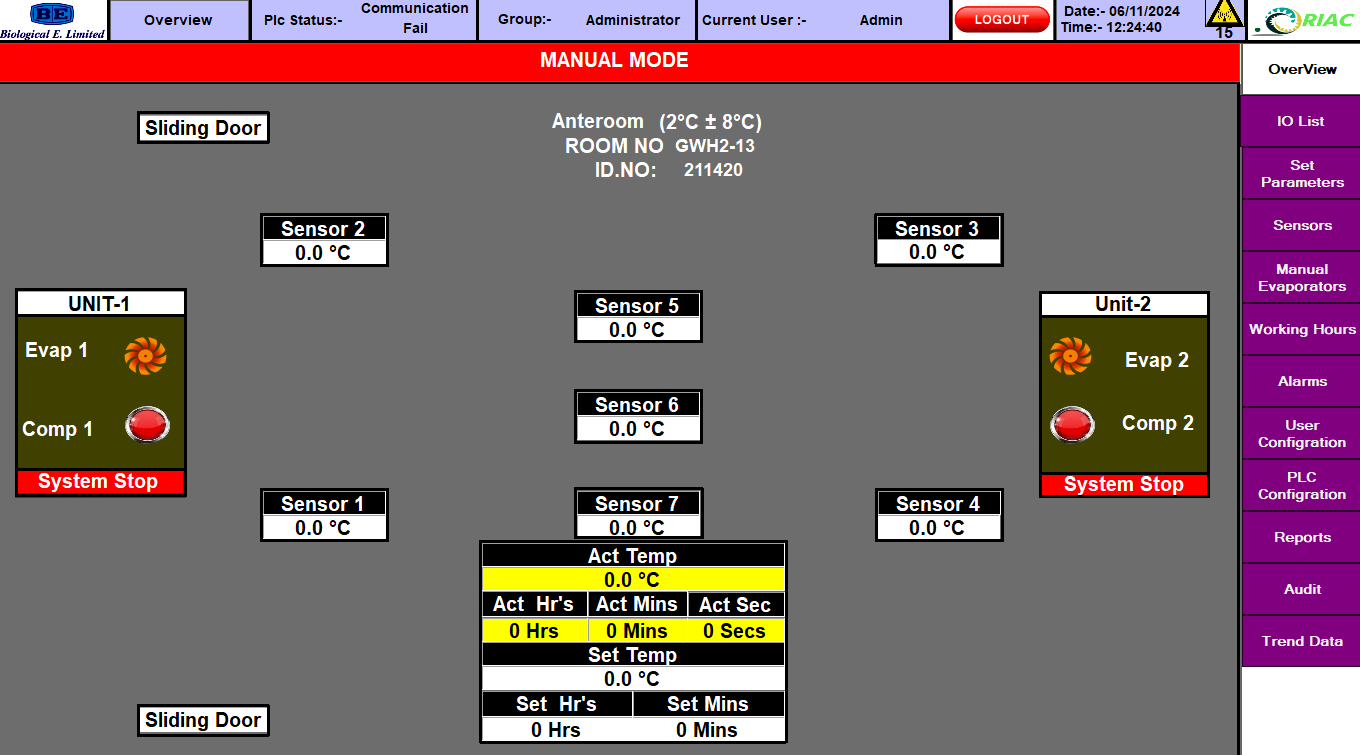 BE
Biological E. Limited
Overview
Plc Status:-
Communication
Fail
Group:-
Administrator
Current User :-
Admin
LOGOUT
Date:- 06/11/2024
Time:- 12:24:40
15
RIAC
MANUAL MODE
OverView
IO List
Set
Parameters
Sensors
Manual
Evaporators
Working Hours
Alarms
User
Configration
PLC
Configration
Reports
Audit
Trend Data
Sliding Door
Anteroom (2°C ± 8°C)
ROOM NO GWH2-13
ID.NO: 211420
Sensor 2
0.0 °C
Sensor 3
0.0 °C
UNIT-1
Evap 1
Comp 1
System Stop
Sensor 5
0.0 °C
Unit-2
Evap 2
Comp 2
System Stop
Sensor 6
0.0 °C
Sensor 1
0.0 °C
Sensor 7
0.0 °C
Sensor 4
0.0 °C
Act Temp
0.0 °C
Act Hr's Act Mins Act Sec
0 Hrs 0 Mins 0 Secs
Set Temp
0.0 °C
Set Hr's Set Mins
0 Hrs 0 Mins
Sliding Door